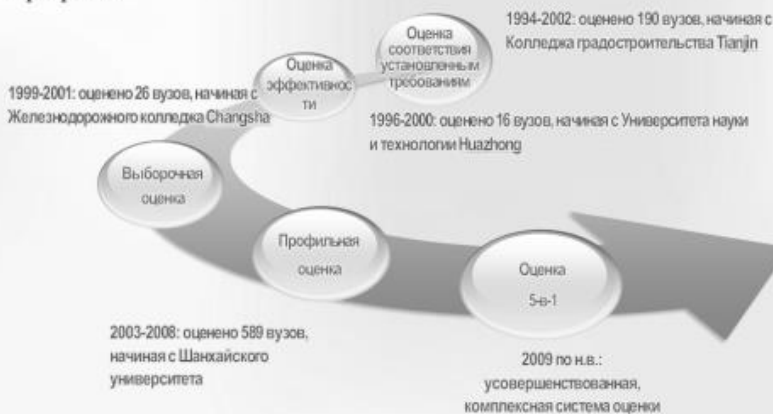 1994-2002: оценено 190 вузов, начиная с
Колледжа градостроительства Tianjin
Оценка
соответствия
установленным
требованиям
Оценка
эффективнос
ти
1999-2001: оценено 26 вузов, начиная с
Железнодорожного колледжа Changsha
1996-2000: оценено 16 вузов, начиная с Университета науки
и технологии Huazhong
Выборочная
оценка
Профильная
оценка
Оценка
5-в-1
2003-2008: оценено 589 вузов,
начиная с Шанхайского
университета
2009 по н.в.:
усовершенствованная,
комплексная система оценки